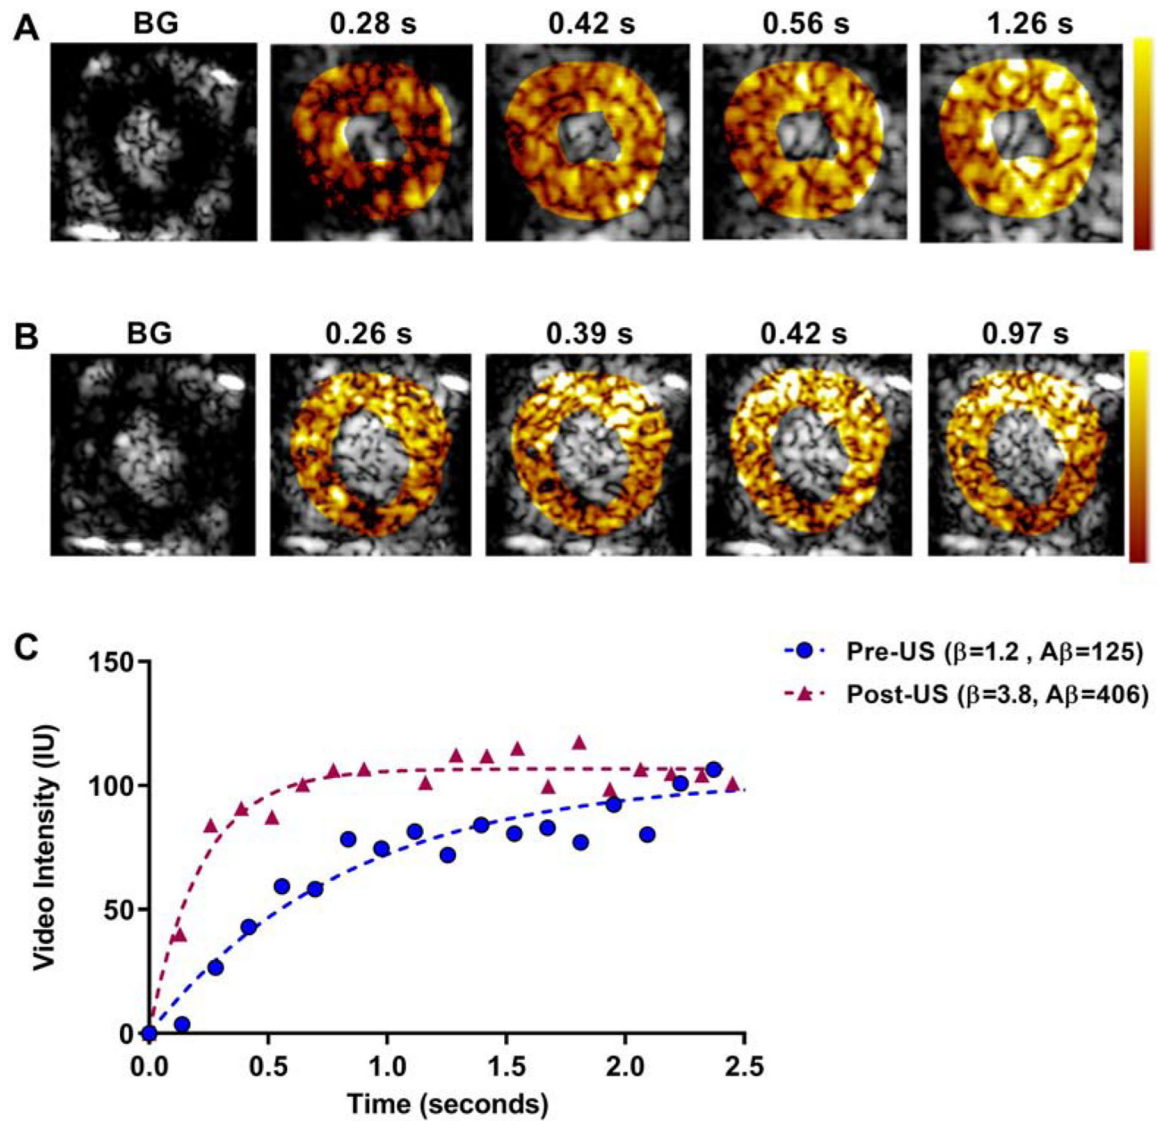 A
BG
0.28 s
0.42 s
0.56 s
1.26 s
B
BG
0.26 s
0.39 s
0.42 s
0.97 s
C
Pre-US (β=1.2 , Aβ=125)
Post-US (β=3.8, Aβ=406)
Video Intensity (IU)
150
100
50
0
0.0 0.5 1.0 1.5 2.0 2.5
Time (seconds)